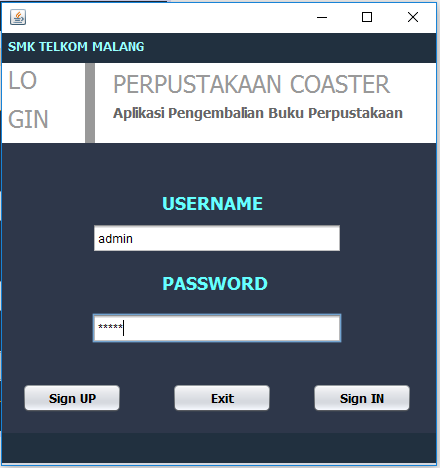 SMK TELKOM MALANG
LO
GIN
PERPUSTAKAAN COASTER
Aplikasi Pengembalian Buku Perpustakaan
USERNAME
admin
PASSWORD
*****
Sign UP
Exit
Sign IN